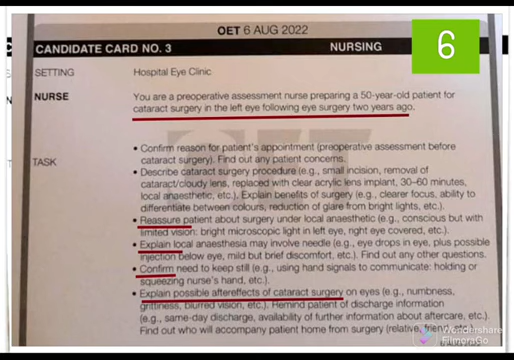 OET 6 AUG 2022
6
CANDIDATE CARD NO. 3 NURSING
SETTING Hospital Eye Clinic
NURSE You are a preoperative assessment nurse preparing a 50-year-old patient for
cataract surgery in the left eye following eye surgery two years ago.
TASK
• Confirm reason for patient's appointment (preoperative assessment before
cataract surgery). Find out any patient concerns.
• Describe cataract surgery procedure (e.g., small incision, removal of
cataract/cloudy lens, replaced with clear acrylic lens implant, 30–60 minutes,
local anaesthetic, etc.). Explain benefits of surgery (e.g., clearer focus, ability to
differentiate between colours, reduction of glare from bright lights, etc.).
• Reassure patient about surgery under local anaesthetic (e.g., conscious but with
limited vision: bright microscopic light in left eye, right eye covered, etc.).
• Explain local anaesthesia may involve needle (e.g., eye drops in eye, plus possible
injection below eye, mild but brief discomfort, etc.). Find out any other questions.
• Confirm need to keep still (e.g., using hand signals to communicate: holding or
squeezing nurse's hand, etc.).
• Explain possible aftereffects of cataract surgery on eyes (e.g., numbness,
grittiness, blurred vision, etc.). Remind patient of discharge information
(e.g., same-day discharge, availability of further information about aftercare, etc.).
Find out who will accompany patient home from surgery (relative, friend, etc.).
Wondershare
FilmoraGo